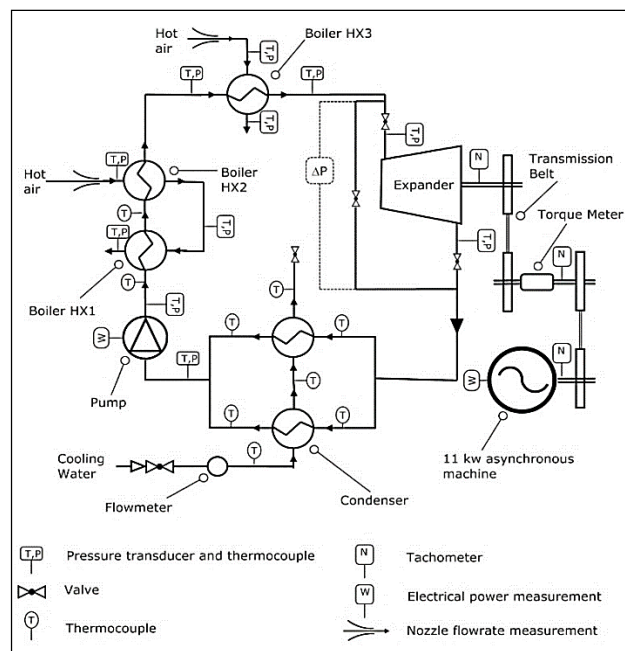 Hot
air
Boiler HX3
T,P
T,P
T,P
T,P
T,P
ΔP
Expander
N
Transmission
Belt
Torque Meter
N
T,P
Hot
air
T,P
Boiler
HX2
T
T,P
T,P
Boiler HX1
T
T,P
W
Pump
T,P
T
T
T
T
T
T
T
Cooling
Water
Flowmeter
Condenser
W
N
11 kw asynchronous
machine
T,P
Pressure transducer and thermocouple
Valve
T
Thermocouple
N
Tachometer
W
Electrical power measurement
Nozzle flowrate measurement